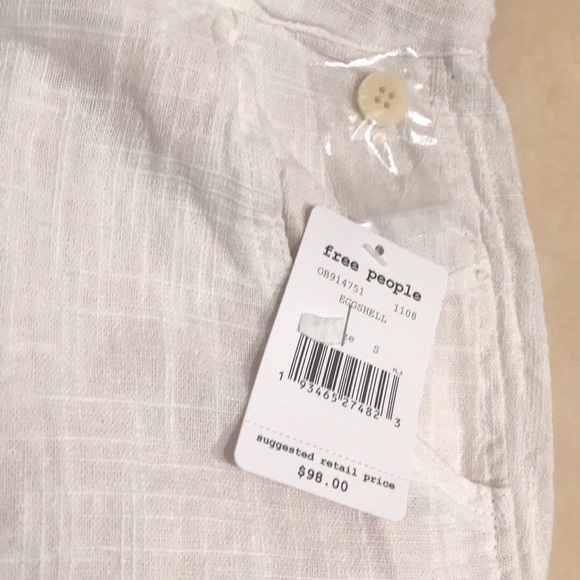 free people
OB914751 1108
EGGSHELL
S
1 93465 27482 3
suggested retail price
$98.00